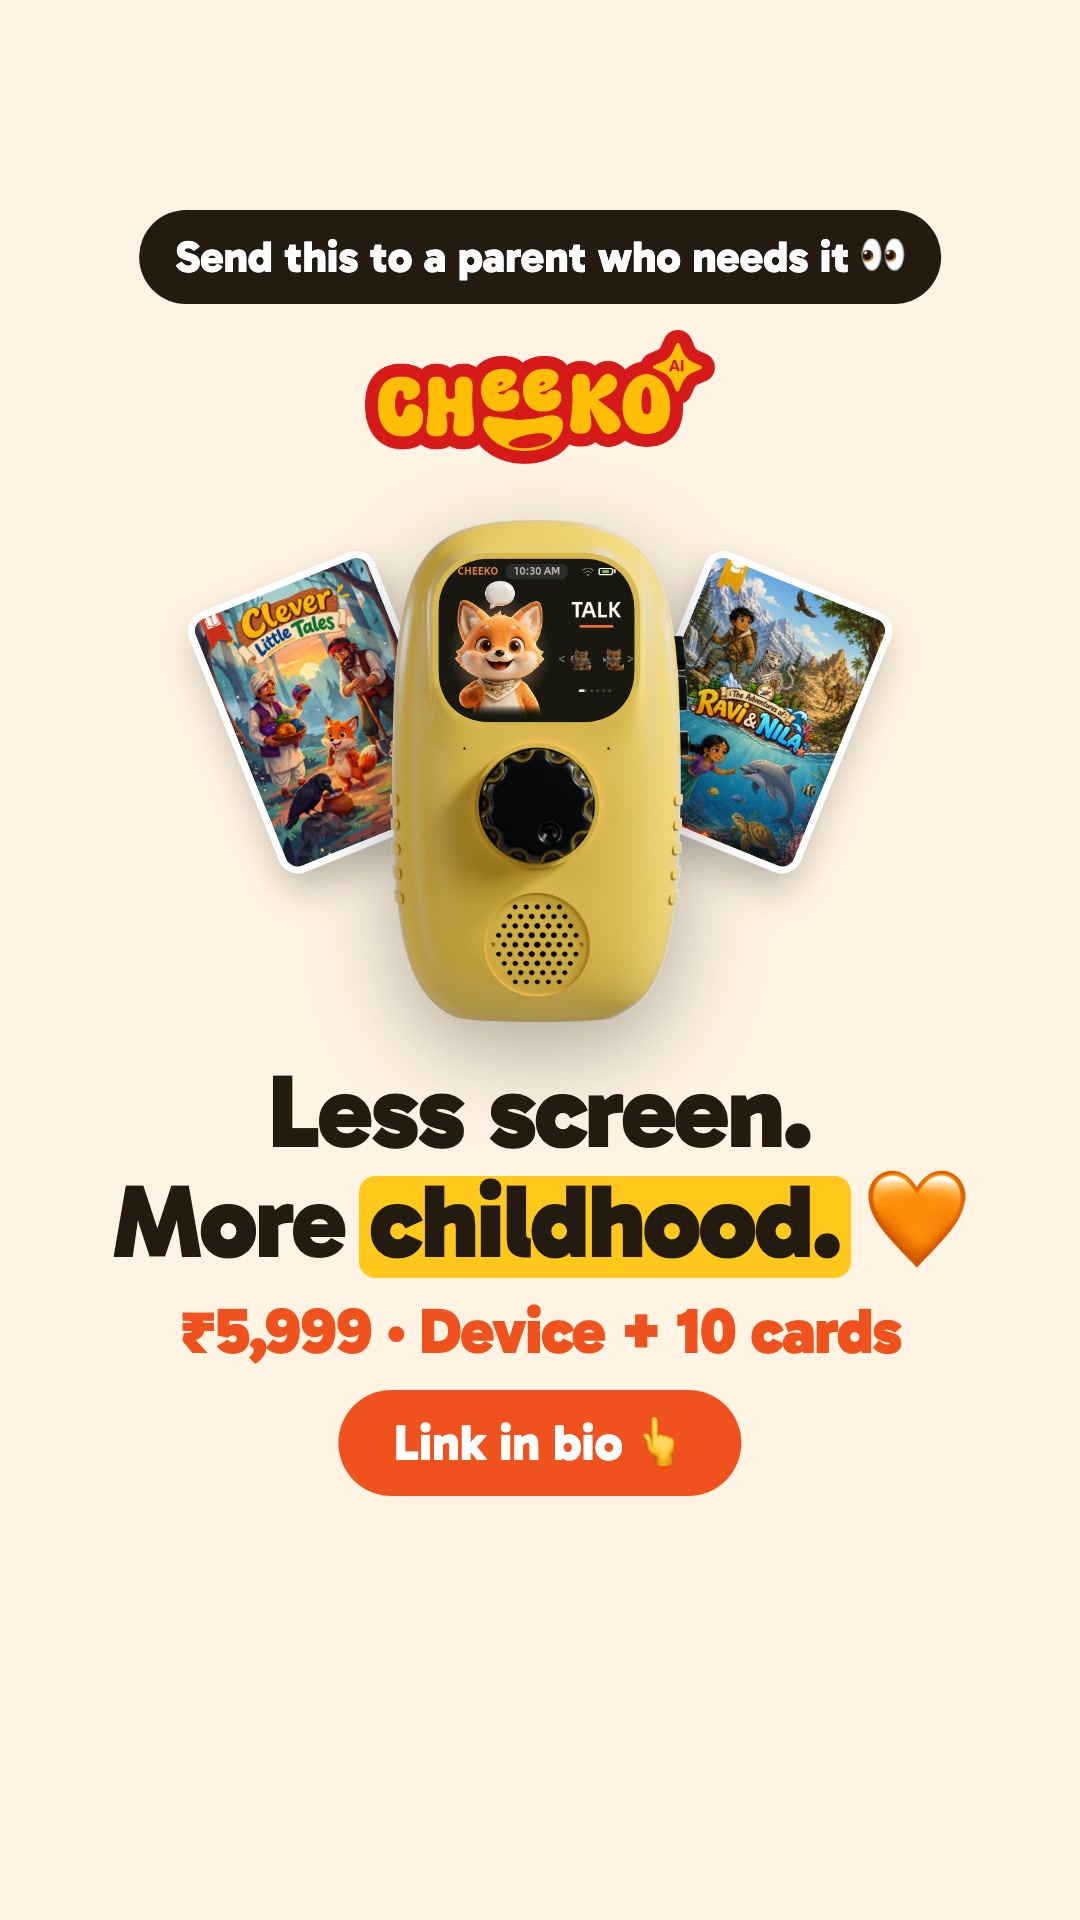 Send this to a parent who needs it 👀
CHeeKO AI
CHEEKO 10:30 AM
TALK
< >
Clever
Little Tales
The Adventures of
Ravi & Nila
Less screen.
More childhood. 🧡
₹5,999 • Device + 10 cards
Link in bio 👆